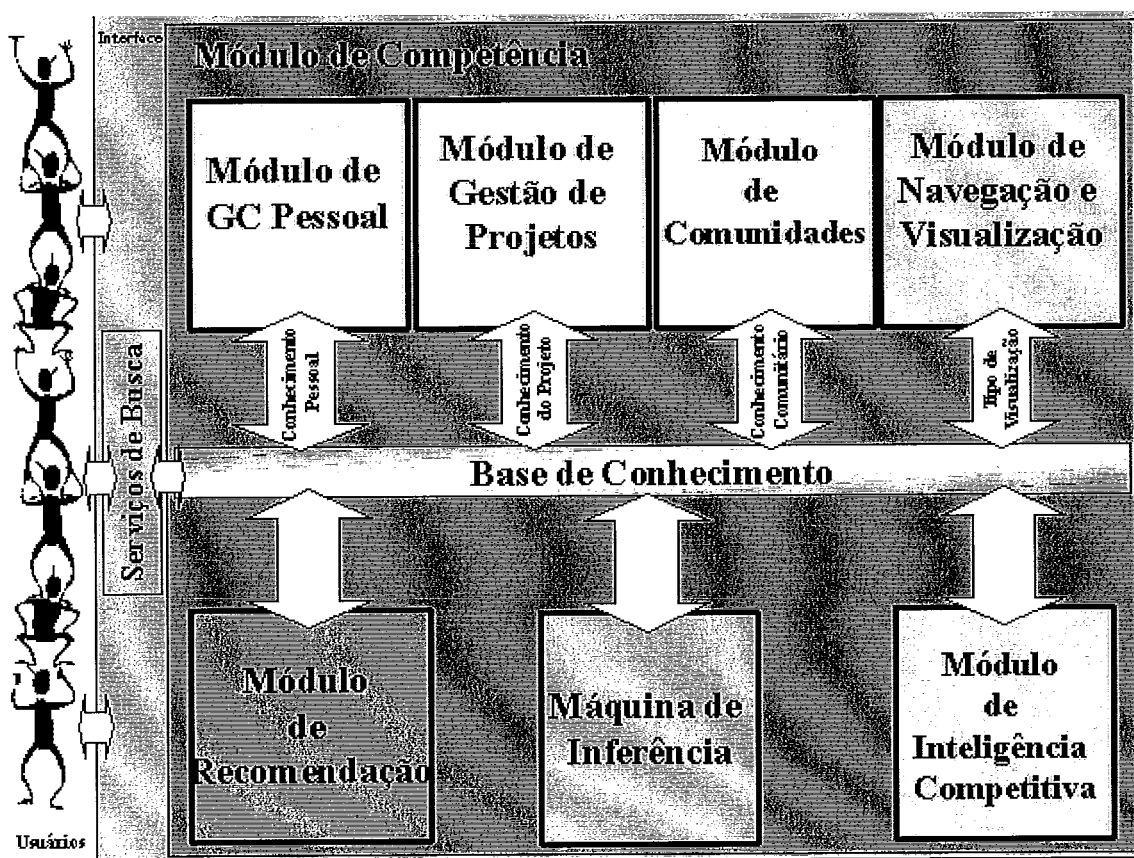 Interface
Módulo de Competência
Módulo de
GC Pessoal
Módulo de
Gestão de
Projetos
Módulo
de
Comunidades
Módulo de
Navegação e
Visualização
Conhecimento
Pessoal
Conhecimento
do Projeto
Conhecimento
Comunitário
Tipo de
Visualização
Serviços de Busca
Base de Conhecimento
Módulo
de
Recomendação
Máquina de
Inferência
Módulo
de
Inteligência
Competitiva
Usuários